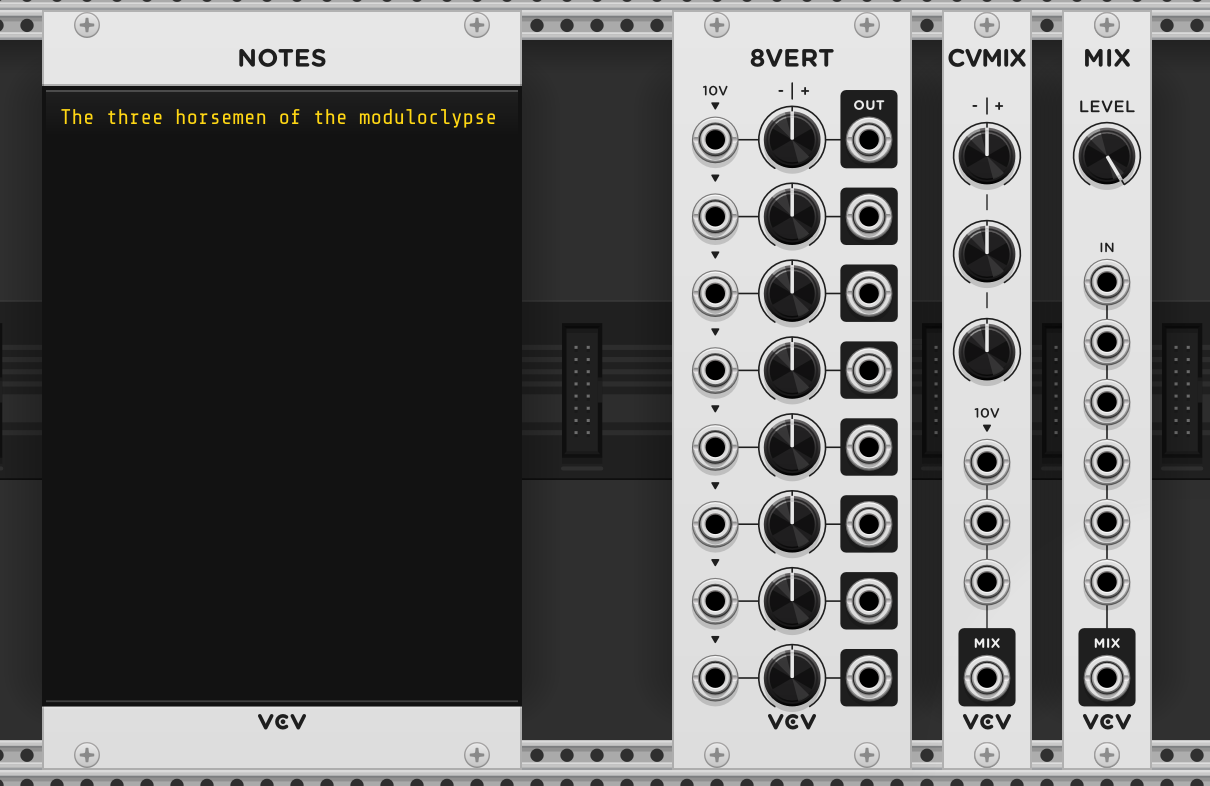 NOTES
The three horsemen of the moduloclypse
VCV
8VERT
10V
- | +
OUT
VCV
CVMIX
- | +
10V
MIX
VCV
MIX
LEVEL
IN
MIX
VCV